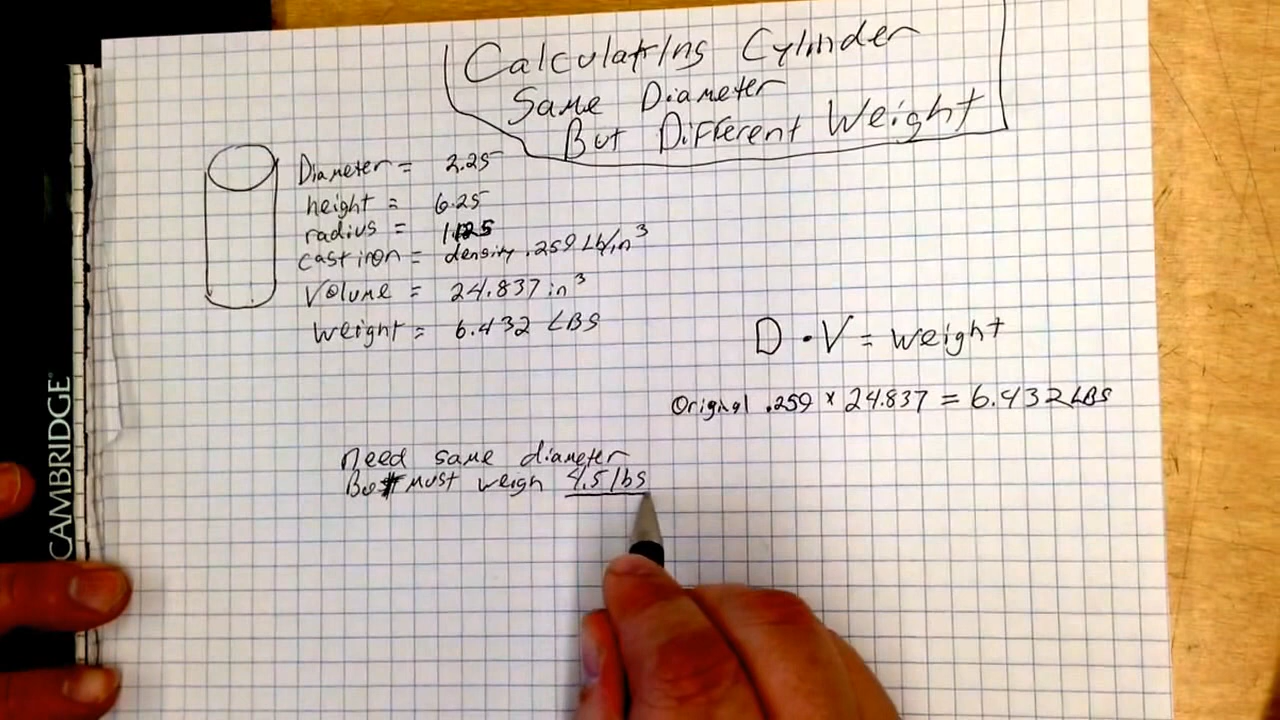 Calculating Cylinder
Same Diameter
But Different Weight
Diameter = 2.25
height = 6.25
radius = 1.125
cast iron = density .259 Lb/in³
Volume = 24.837 in³
weight = 6.432 LBS
D · V = weight
Original .259 × 24.837 = 6.432 LBS
need same diameter
But must weigh 4.5 lbs
CAMBRIDGE